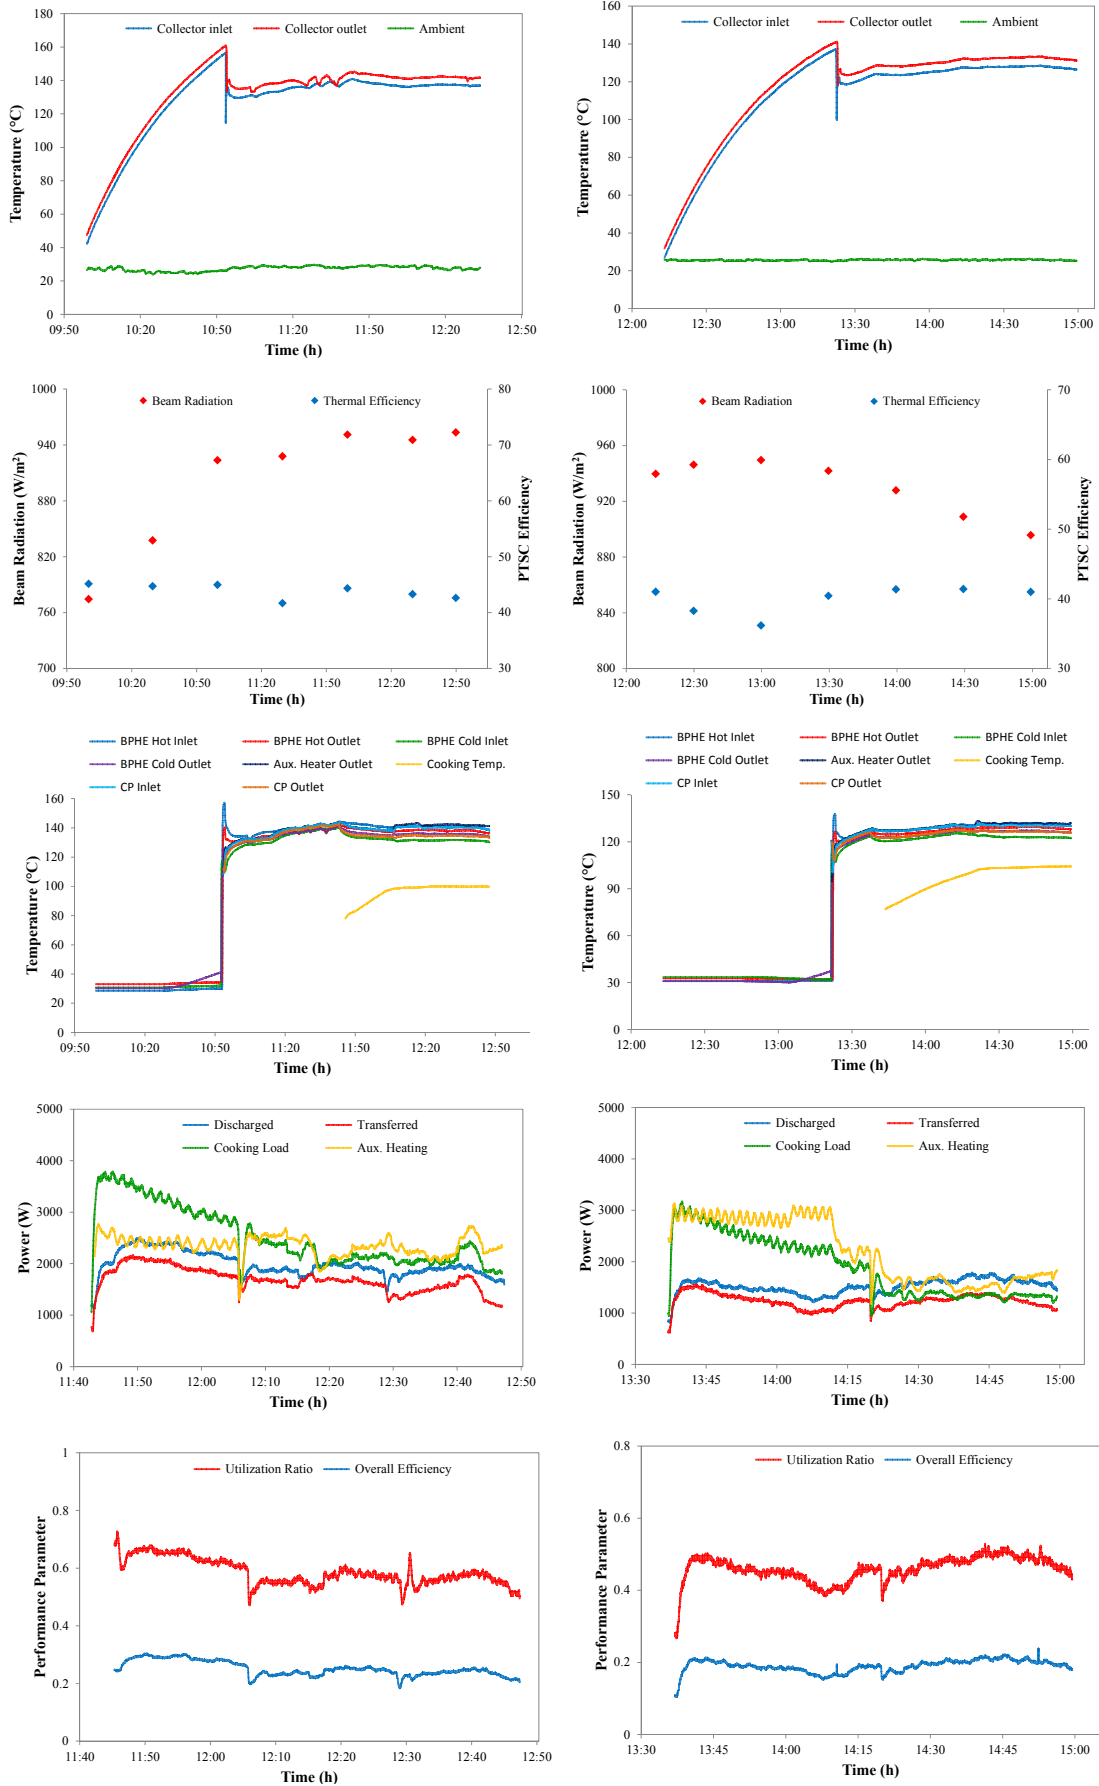 180
160
140
120
100
80
60
40
20
0
Temperature (°C)
Collector inlet
Collector outlet
Ambient
09:50
10:20
10:50
11:20
11:50
12:20
12:50
Time (h)
160
140
120
100
80
60
40
20
0
Temperature (°C)
Collector inlet
Collector outlet
Ambient
12:00
12:30
13:00
13:30
14:00
14:30
15:00
Time (h)
1000
940
880
820
760
700
Beam Radiation (W/m²)
Beam Radiation
Thermal Efficiency
80
70
60
50
40
30
PTSC Efficiency
09:50
10:20
10:50
11:20
11:50
12:20
12:50
Time (h)
1000
960
920
880
840
800
Beam Radiation (W/m²)
Beam Radiation
Thermal Efficiency
70
60
50
40
30
PTSC Efficiency
12:00
12:30
13:00
13:30
14:00
14:30
15:00
Time (h)
BPHE Hot Inlet
BPHE Hot Outlet
BPHE Cold Inlet
BPHE Cold Outlet
Aux. Heater Outlet
Cooking Temp.
CP Inlet
CP Outlet
160
140
120
100
80
60
40
20
0
Temperature (°C)
09:50
10:20
10:50
11:20
11:50
12:20
12:50
Time (h)
BPHE Hot Inlet
BPHE Hot Outlet
BPHE Cold Inlet
BPHE Cold Outlet
Aux. Heater Outlet
Cooking Temp.
CP Inlet
CP Outlet
150
120
90
60
30
0
Temperature (°C)
12:00
12:30
13:00
13:30
14:00
14:30
15:00
Time (h)
5000
4000
3000
2000
1000
0
Power (W)
Discharged
Transferred
Cooking Load
Aux. Heating
11:40
11:50
12:00
12:10
12:20
12:30
12:40
12:50
Time (h)
5000
4000
3000
2000
1000
0
Power (W)
Discharged
Transferred
Cooking Load
Aux. Heating
13:30
13:45
14:00
14:15
14:30
14:45
15:00
Time (h)
1
0.8
0.6
0.4
0.2
0
Performance Parameter
Utilization Ratio
Overall Efficiency
11:40
11:50
12:00
12:10
12:20
12:30
12:40
12:50
Time (h)
0.8
0.6
0.4
0.2
0
Performance Parameter
Utilization Ratio
Overall Efficiency
13:30
13:45
14:00
14:15
14:30
14:45
15:00
Time (h)